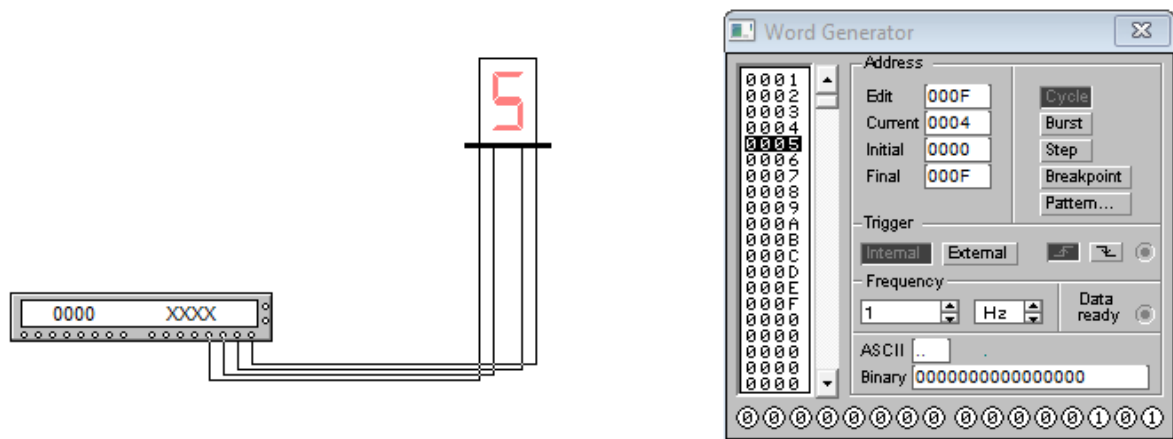 5
0000 XXXX
Word Generator
0001
0002
0003
0004
0005
0006
0007
0008
0009
000A
000B
000C
000D
000E
000F
0000
0000
0000
0000
0000
Address
Edit 000F
Current 0004
Initial 0000
Final 000F
Cycle
Burst
Step
Breakpoint
Pattern...
Trigger
Internal External
Frequency
1 Hz
Data
ready
ASCII ..
Binary 0000000000000000
0 0 0 0 0 0 0 0 0 0 0 0 0 1 0 1